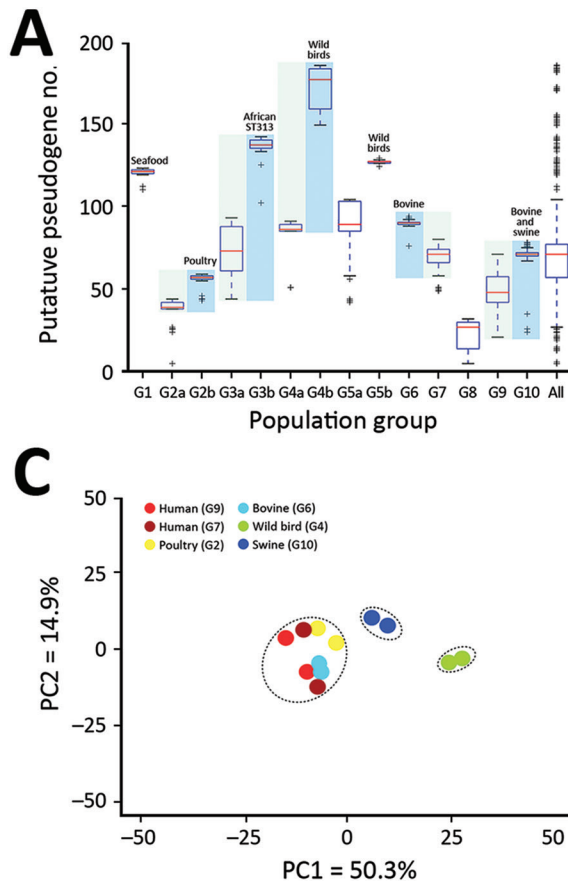 A
Putative pseudogene no.
200
150
100
50
0
Seafood
Poultry
African
ST313
Wild
birds
Wild birds
Bovine
Bovine
and
swine
G1 G2a G2b G3a G3b G4a G4b G5a G5b G6 G7 G8 G9 G10 All
Population group
C
PC2 = 14.9%
50
25
0
−25
−50
Human (G9) Bovine (G6)
Human (G7) Wild bird (G4)
Poultry (G2) Swine (G10)
−50 −25 0 25 50
PC1 = 50.3%